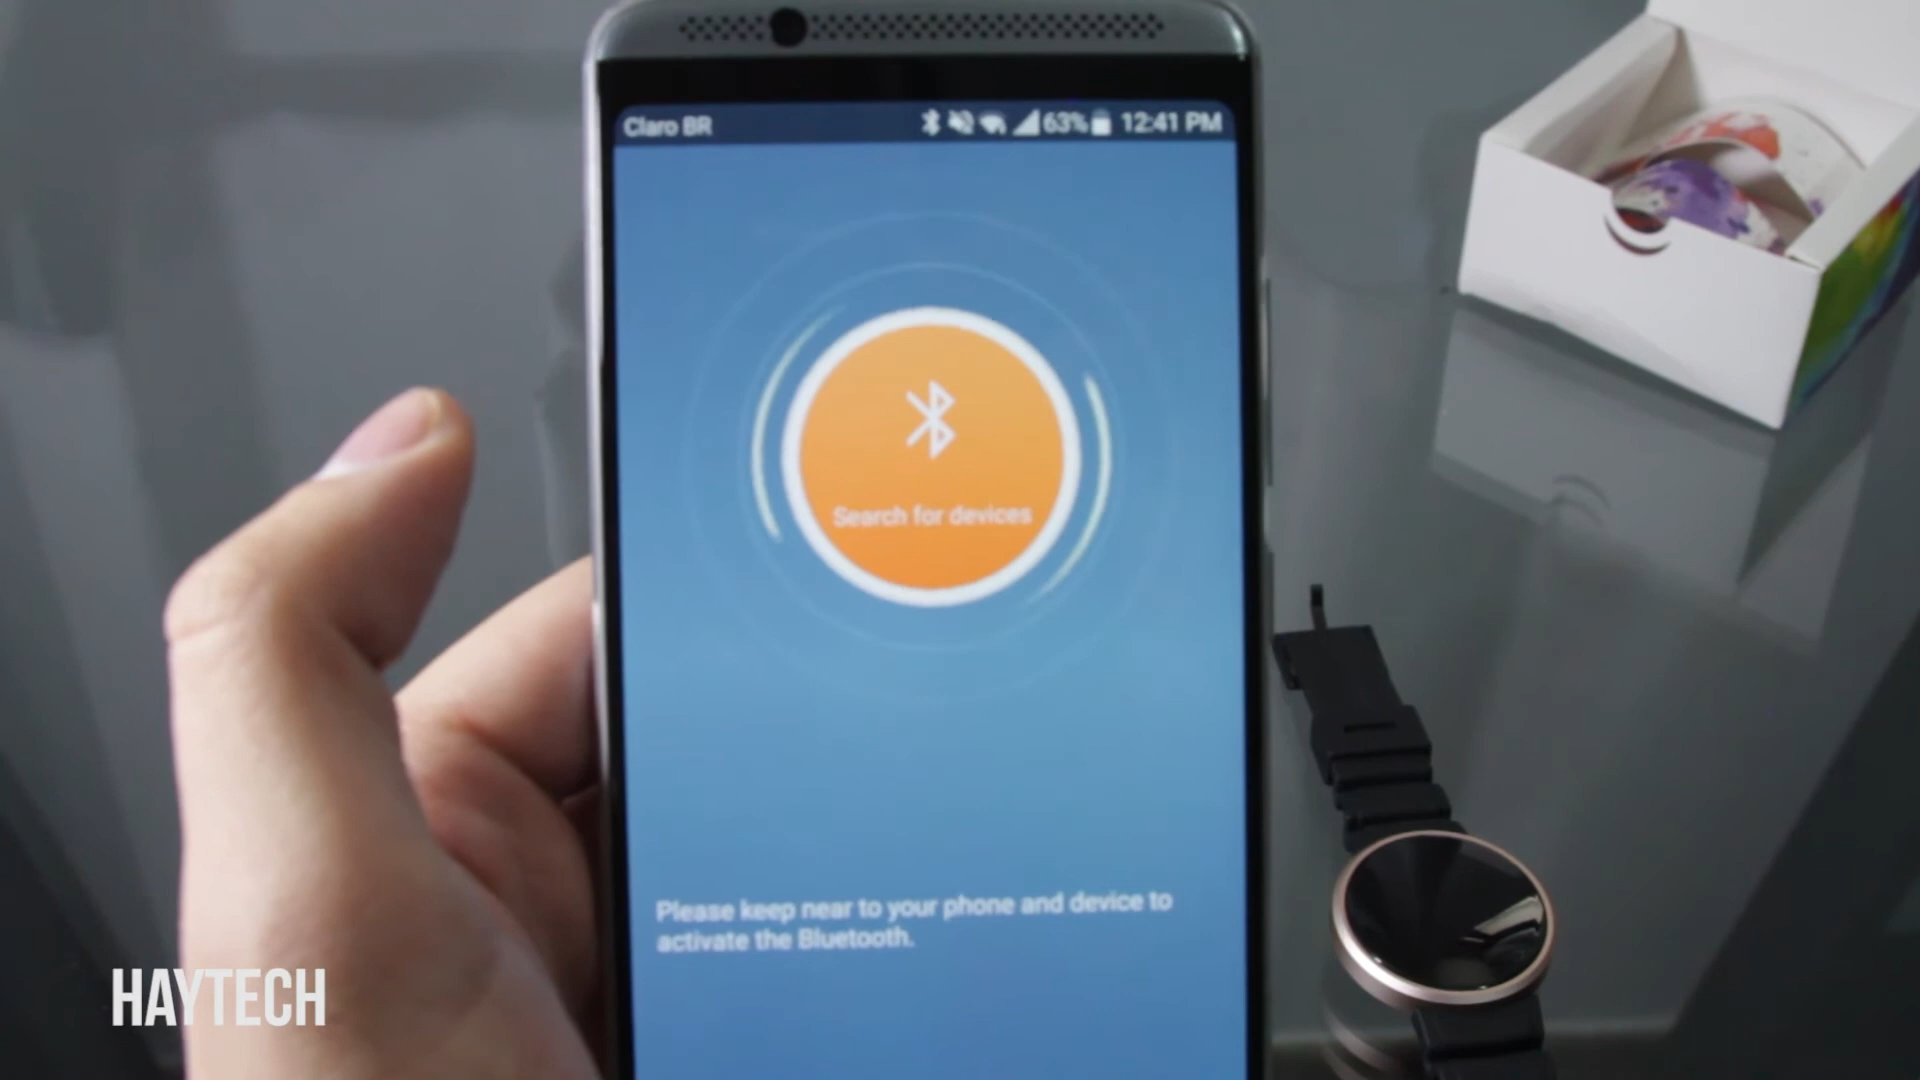 Claro BR 63% 12:41 PM
Search for devices
Please keep near to your phone and device to
activate the Bluetooth.
HAYTECH